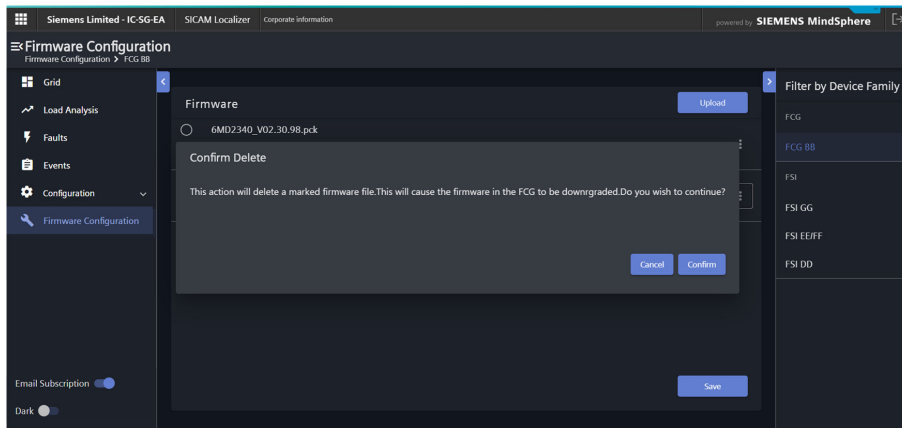 Siemens Limited - IC-SG-EA SICAM Localizer Corporate information powered by SIEMENS MindSphere
Firmware Configuration
Firmware Configuration > FCG BB
Grid
Load Analysis
Faults
Events
Configuration
Firmware Configuration
Email Subscription
Dark
Firmware Upload
6MD2340_V02.30.98.pck
Confirm Delete
This action will delete a marked firmware file.This will cause the firmware in the FCG to be downrgraded.Do you wish to continue?
Cancel Confirm
Save
Filter by Device Family
FCG
FCG BB
FSI
FSI GG
FSI EE/FF
FSI DD